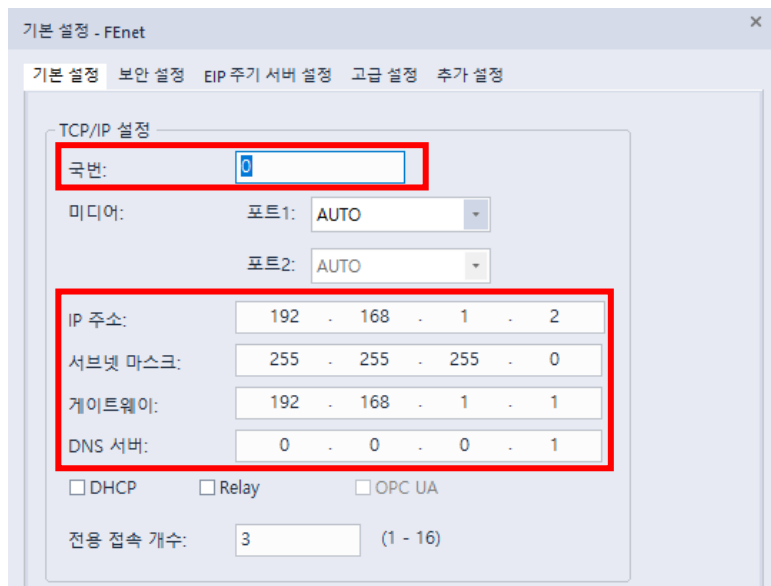 기본 설정 - FEnet
기본 설정 보안 설정 EIP 주기 서버 설정 고급 설정 추가 설정
TCP/IP 설정
국번: 0
미디어: 포트1: AUTO
포트2: AUTO
IP 주소: 192 . 168 . 1 . 2
서브넷 마스크: 255 . 255 . 255 . 0
게이트웨이: 192 . 168 . 1 . 1
DNS 서버: 0 . 0 . 0 . 1
DHCP Relay OPC UA
전용 접속 개수: 3 (1 - 16)